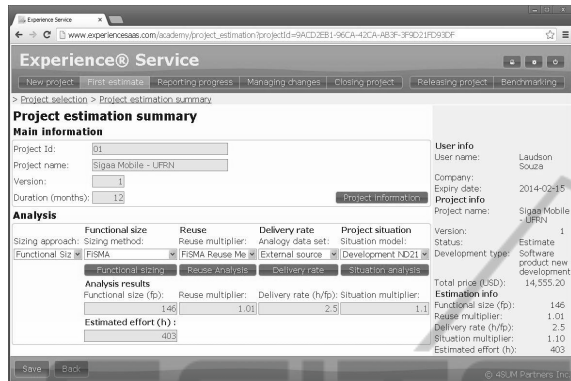 Experience Service
www.experiencesaas.com/academy/project_estimation?projectId=9ACD2EB1-96CA-42CA-AB3F-3F9D21FD93DF
Experience® Service
New project First estimate Reporting progress Managing changes Closing project Releasing project Benchmarking
> Project selection > Project estimation summary
Project estimation summary
Main information
Project Id: 01
Project name: Sigaa Mobile - UFRN
Version: 1
Duration (months): 12
Project information
Analysis
Functional size Reuse Delivery rate Project situation
Sizing approach: Sizing method: Reuse multiplier: Analogy data set: Situation model:
Functional Siz FiSMA FiSMA Reuse Me External source Development ND21
Functional sizing Reuse Analysis Delivery rate Situation analysis
Analysis results
Functional size (fp): Reuse multiplier: Delivery rate (h/fp): Situation multiplier:
146 1.01 2.5 1.1
Estimated effort (h) :
403
Save Back
User info
User name: Laudson Souza
Company:
Expiry date: 2014-02-15
Project info
Project name: Sigaa Mobile - UFRN
Version: 1
Status: Estimate
Development type: Software product new development
Total price (USD): 14,555.20
Estimation info
Functional size (fp): 146
Reuse multiplier: 1.01
Delivery rate (h/fp): 2.5
Situation multiplier: 1.10
Estimated effort (h): 403
© 4SUM Partners Inc.